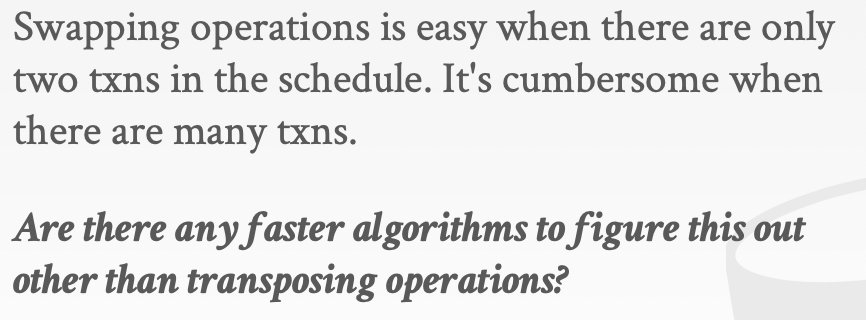 Swapping operations is easy when there are only
two txns in the schedule. It's cumbersome when
there are many txns.
Are there any faster algorithms to figure this out
other than transposing operations?